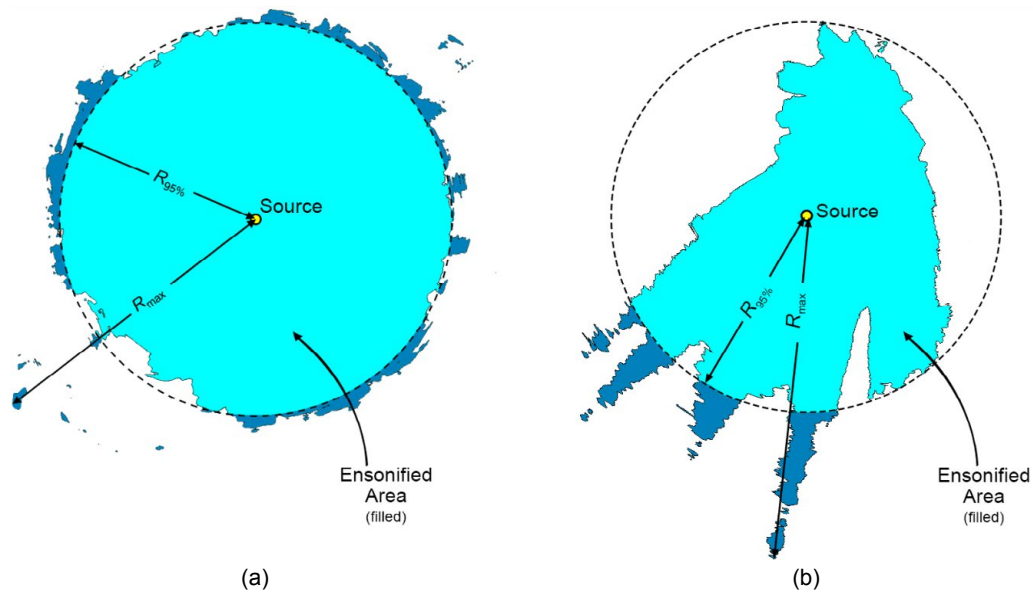 R95%
Source
Rmax
Ensonified
Area
(filled)
(a)
Source
R95%
Rmax
Ensonified
Area
(filled)
(b)